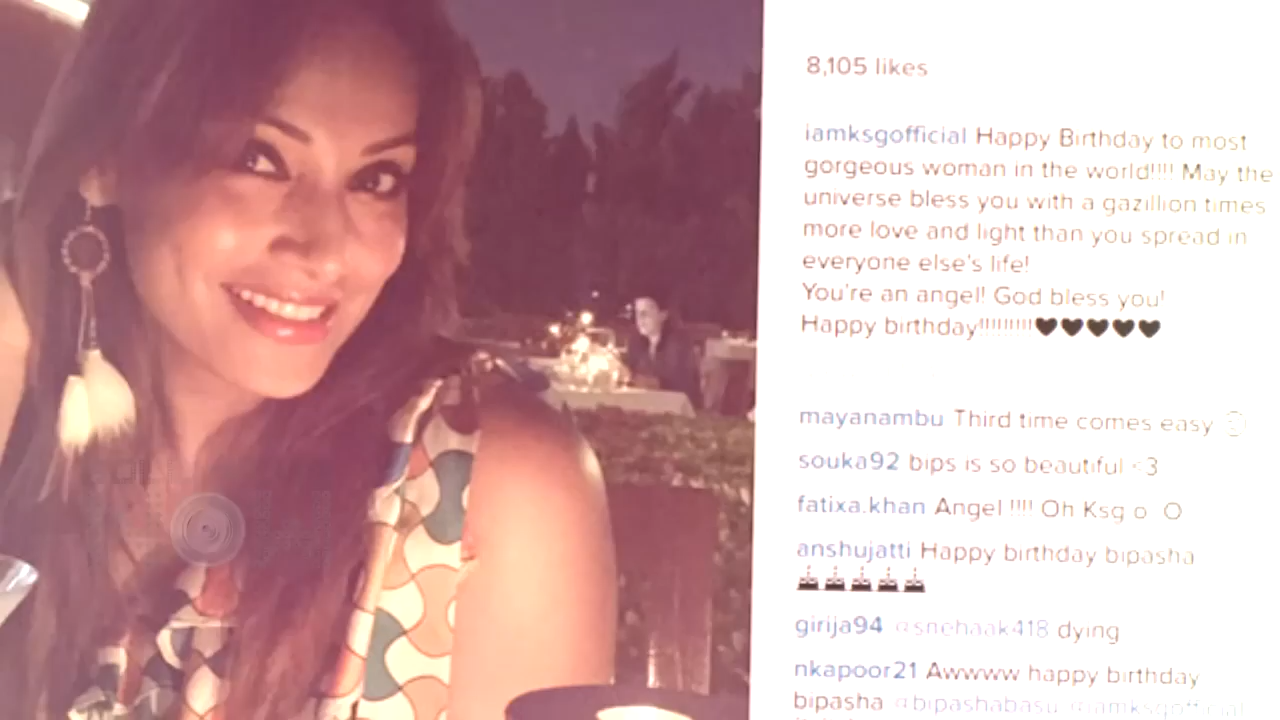 8,105 likes
iamksgofficial Happy Birthday to most
gorgeous woman in the world!!!! May the
universe bless you with a gazillion times
more love and light than you spread in
everyone else's life!
You're an angel! God bless you!
Happy birthday!!!!!!!!!🖤🖤🖤🖤🖤
mayanambu Third time comes easy
souka92 bips is so beautiful <3
fatixa.khan Angel !!!! Oh Ksg o O
anshujatti Happy birthday bipasha
🎂🎂🎂🎂🎂
girija94 @snehaak418 dying
nkapoor21 Awwww happy birthday
bipasha @bipashabasu @iamksgofficial